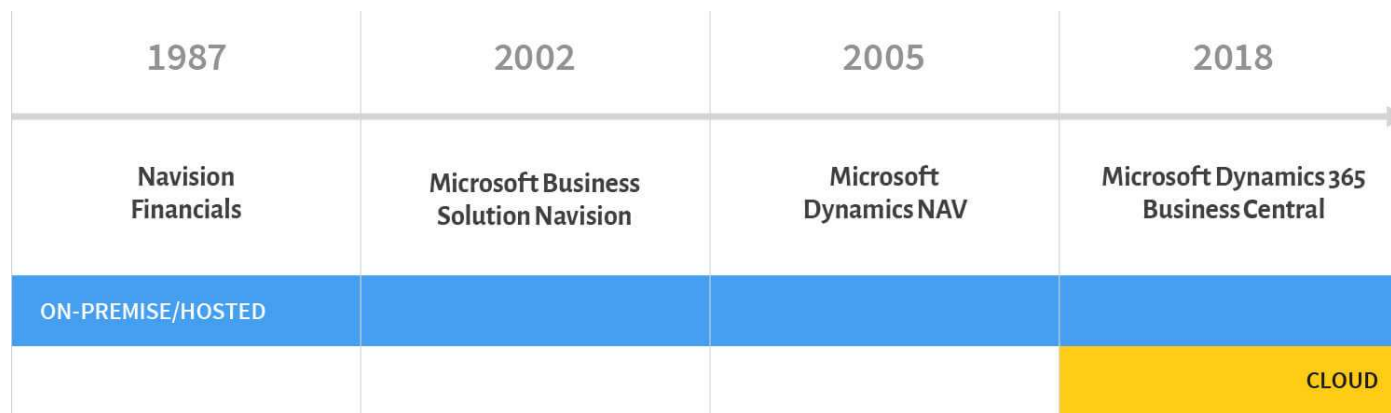 1987
2002
2005
2018
Navision
Financials
Microsoft Business
Solution Navision
Microsoft
Dynamics NAV
Microsoft Dynamics 365
Business Central
ON-PREMISE/HOSTED
CLOUD